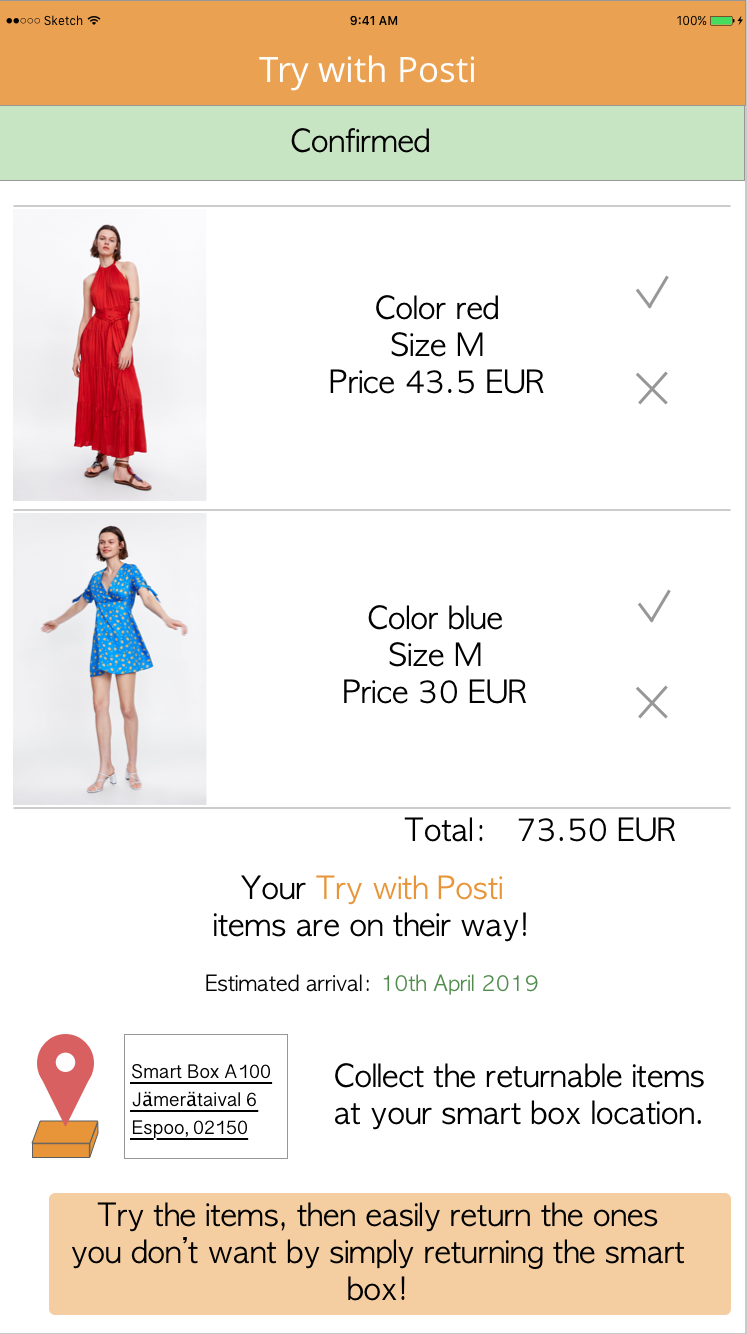 Sketch 9:41 AM 100%
Try with Posti
Confirmed
Color red
Size M
Price 43.5 EUR
Color blue
Size M
Price 30 EUR
Total: 73.50 EUR
Your Try with Posti
items are on their way!
Estimated arrival: 10th April 2019
Smart Box A100
Jämerätaival 6
Espoo, 02150
Collect the returnable items
at your smart box location.
Try the items, then easily return the ones
you don’t want by simply returning the smart
box!